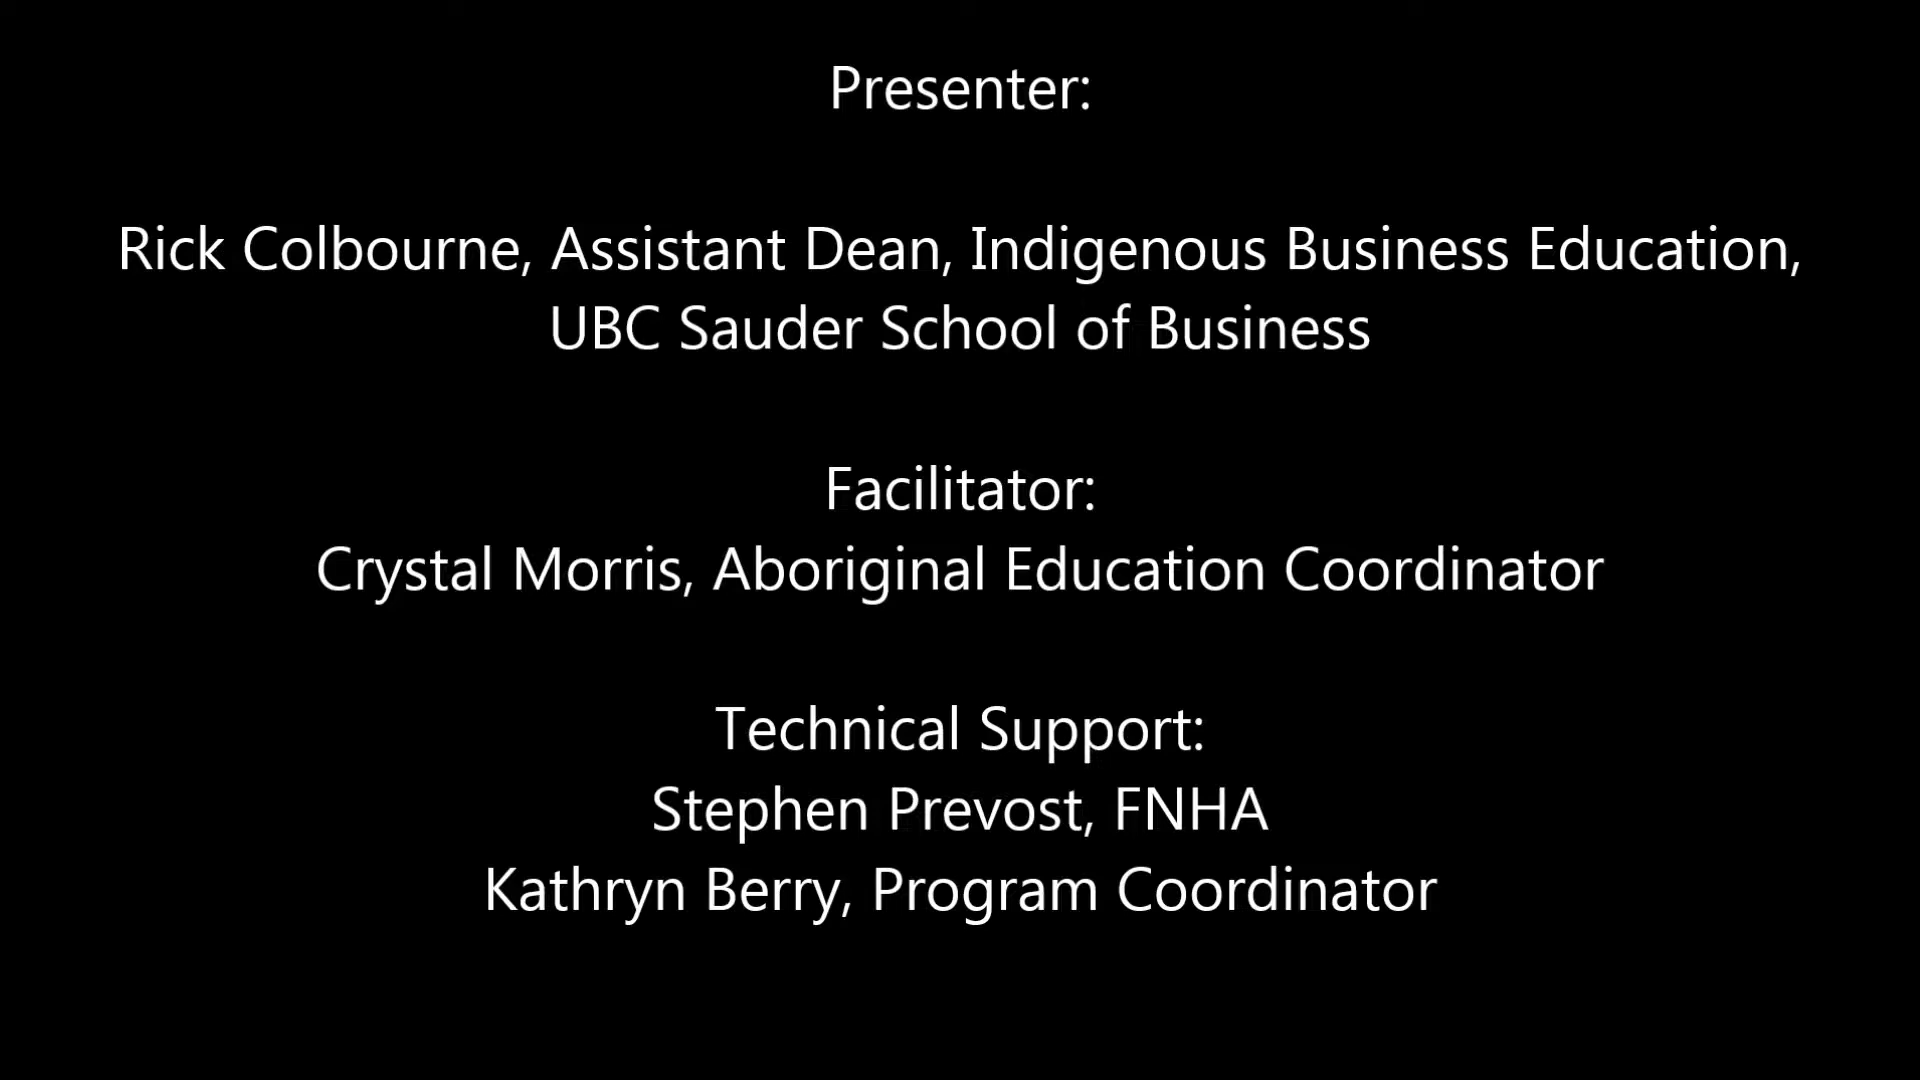 Presenter:
Rick Colbourne, Assistant Dean, Indigenous Business Education,
UBC Sauder School of Business
Facilitator:
Crystal Morris, Aboriginal Education Coordinator
Technical Support:
Stephen Prevost, FNHA
Kathryn Berry, Program Coordinator